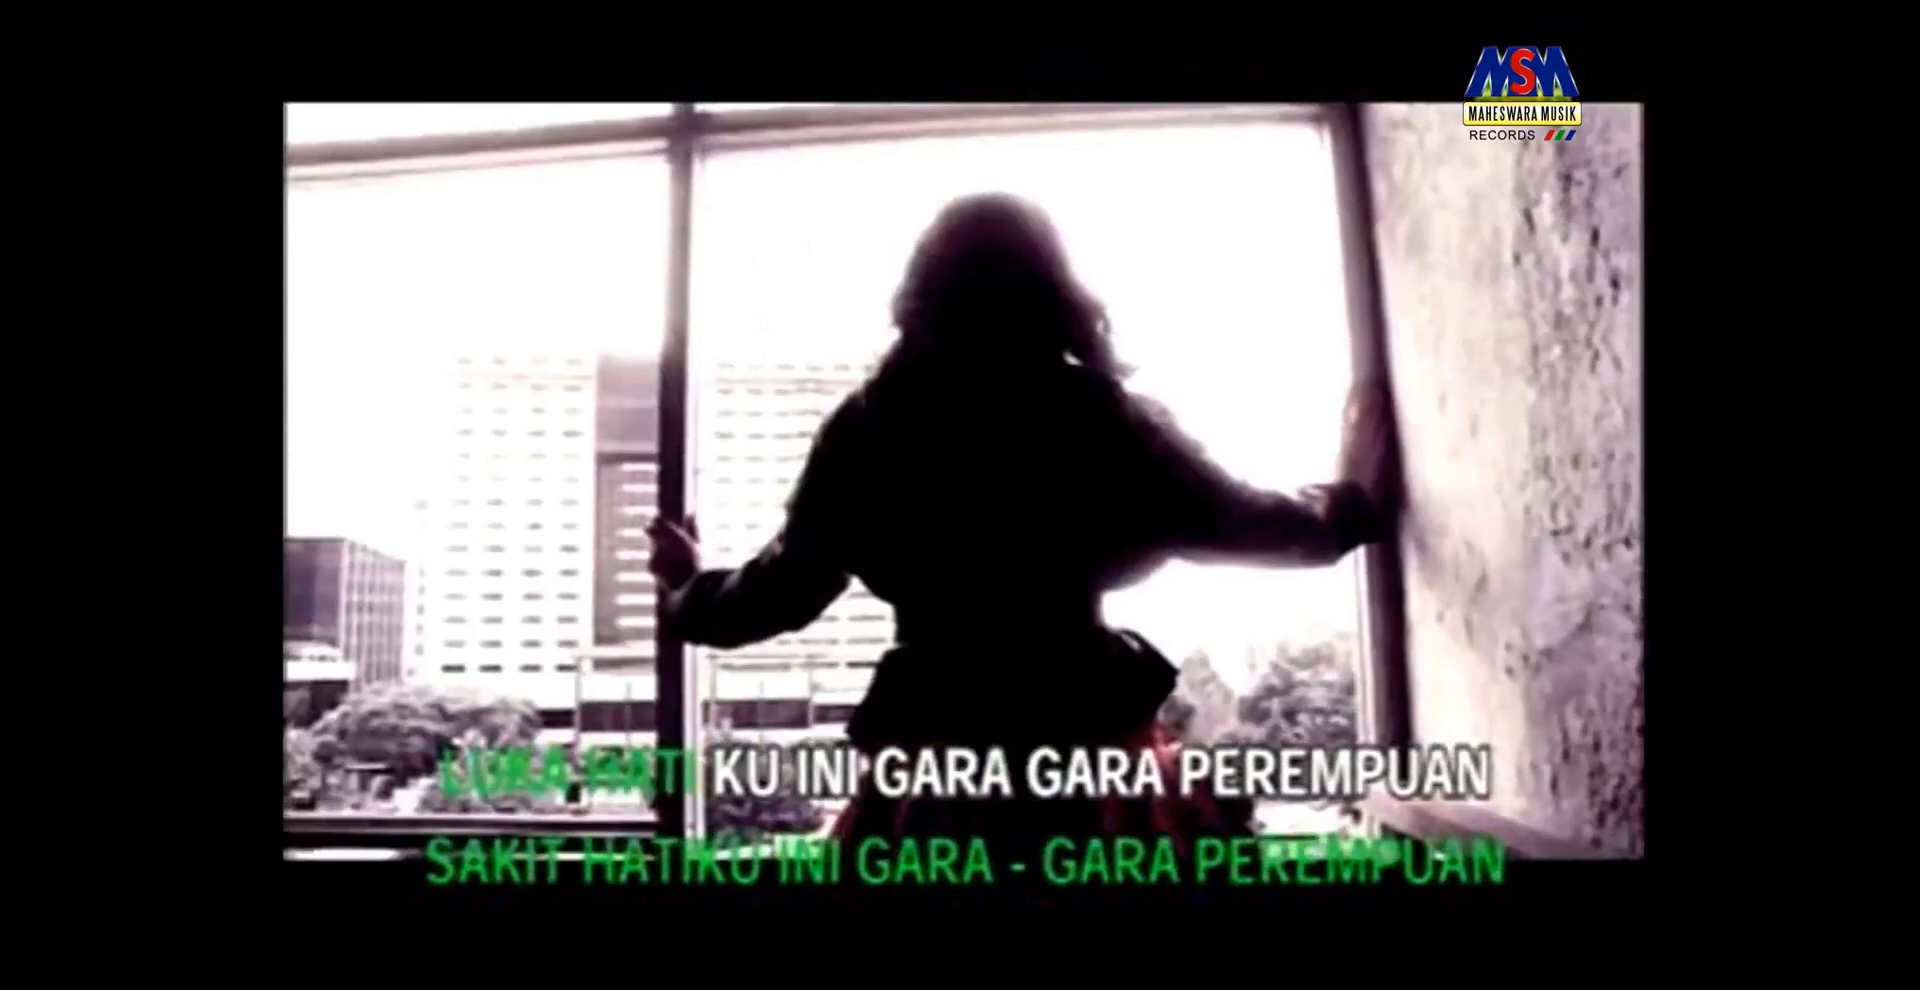 MSM
MAHESWARA MUSIK
RECORDS
LUKA HATI KU INI GARA GARA PEREMPUAN
SAKIT HATIKU INI GARA - GARA PEREMPUAN